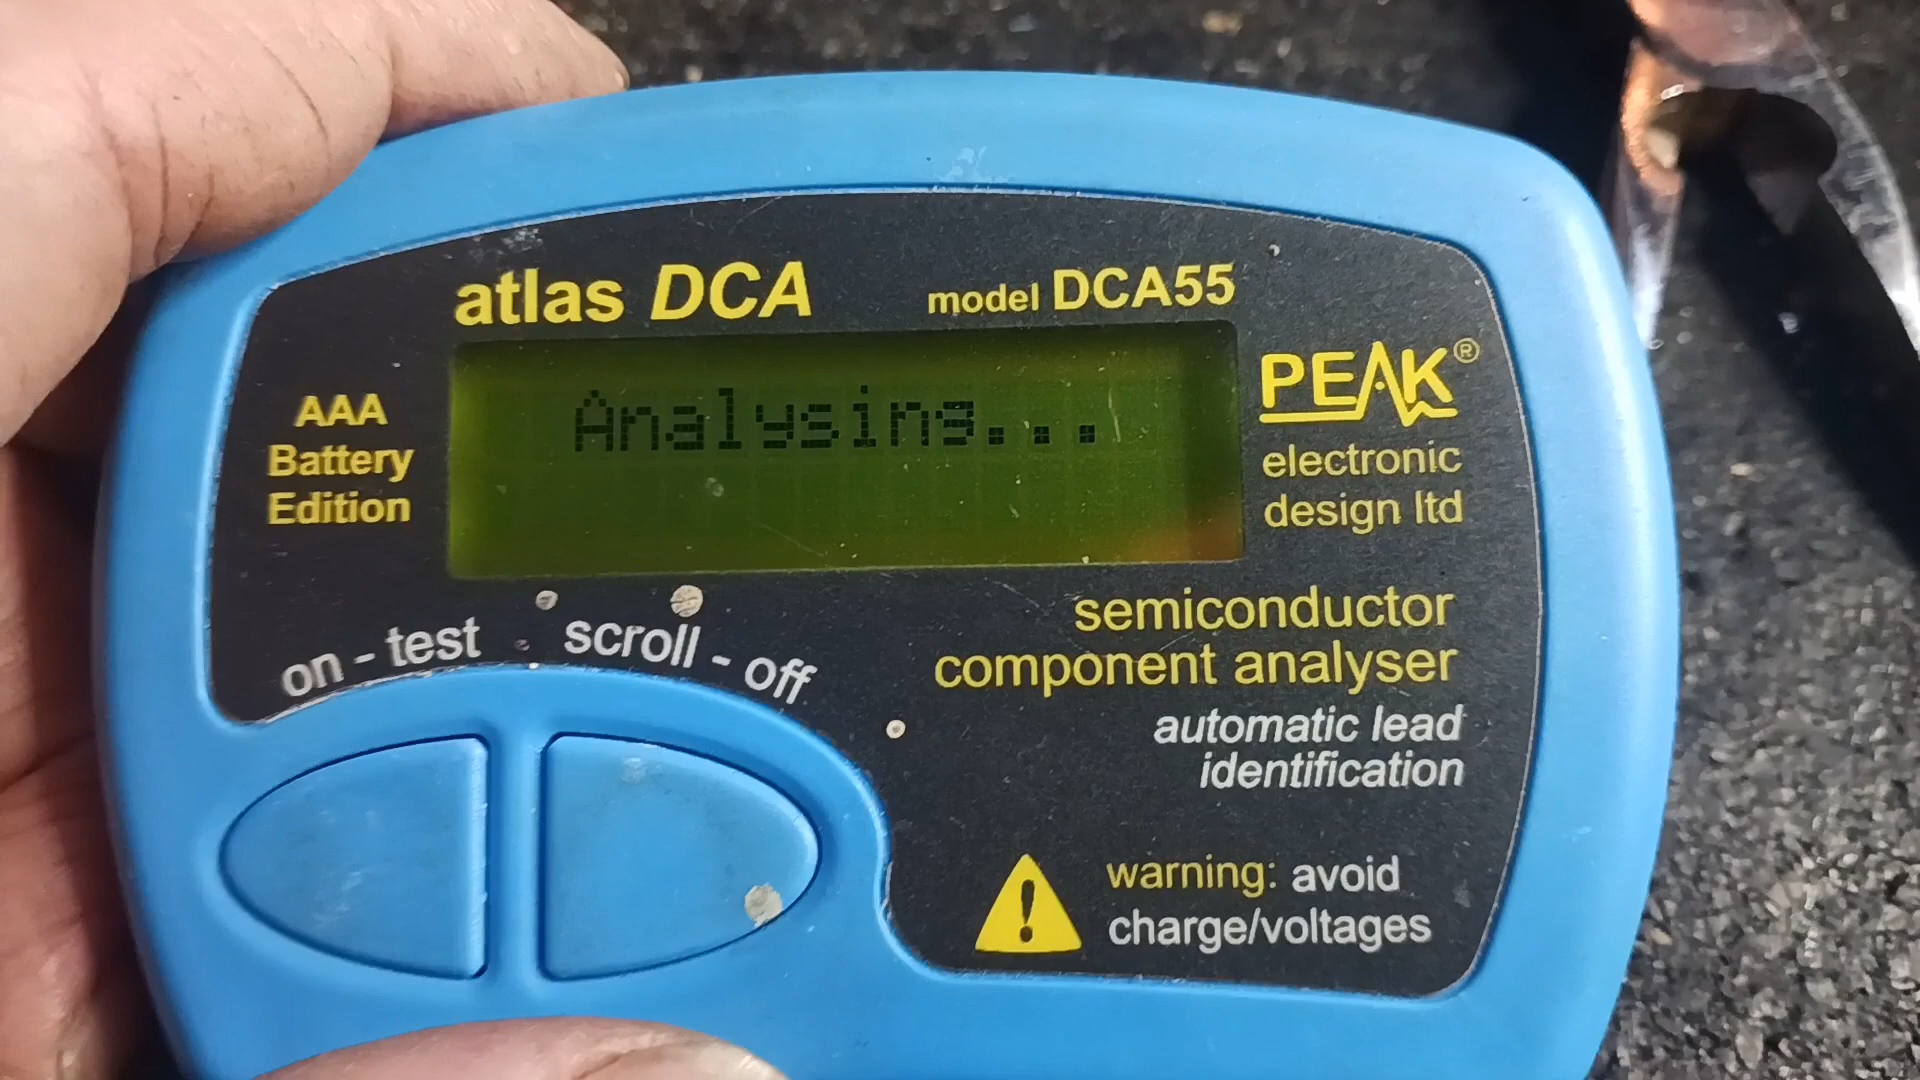 atlas DCA
model DCA55
AAA
Battery
Edition
Analysing...
PEAK®
electronic
design ltd
on - test
scroll - off
semiconductor
component analyser
automatic lead
identification
warning: avoid
charge/voltages